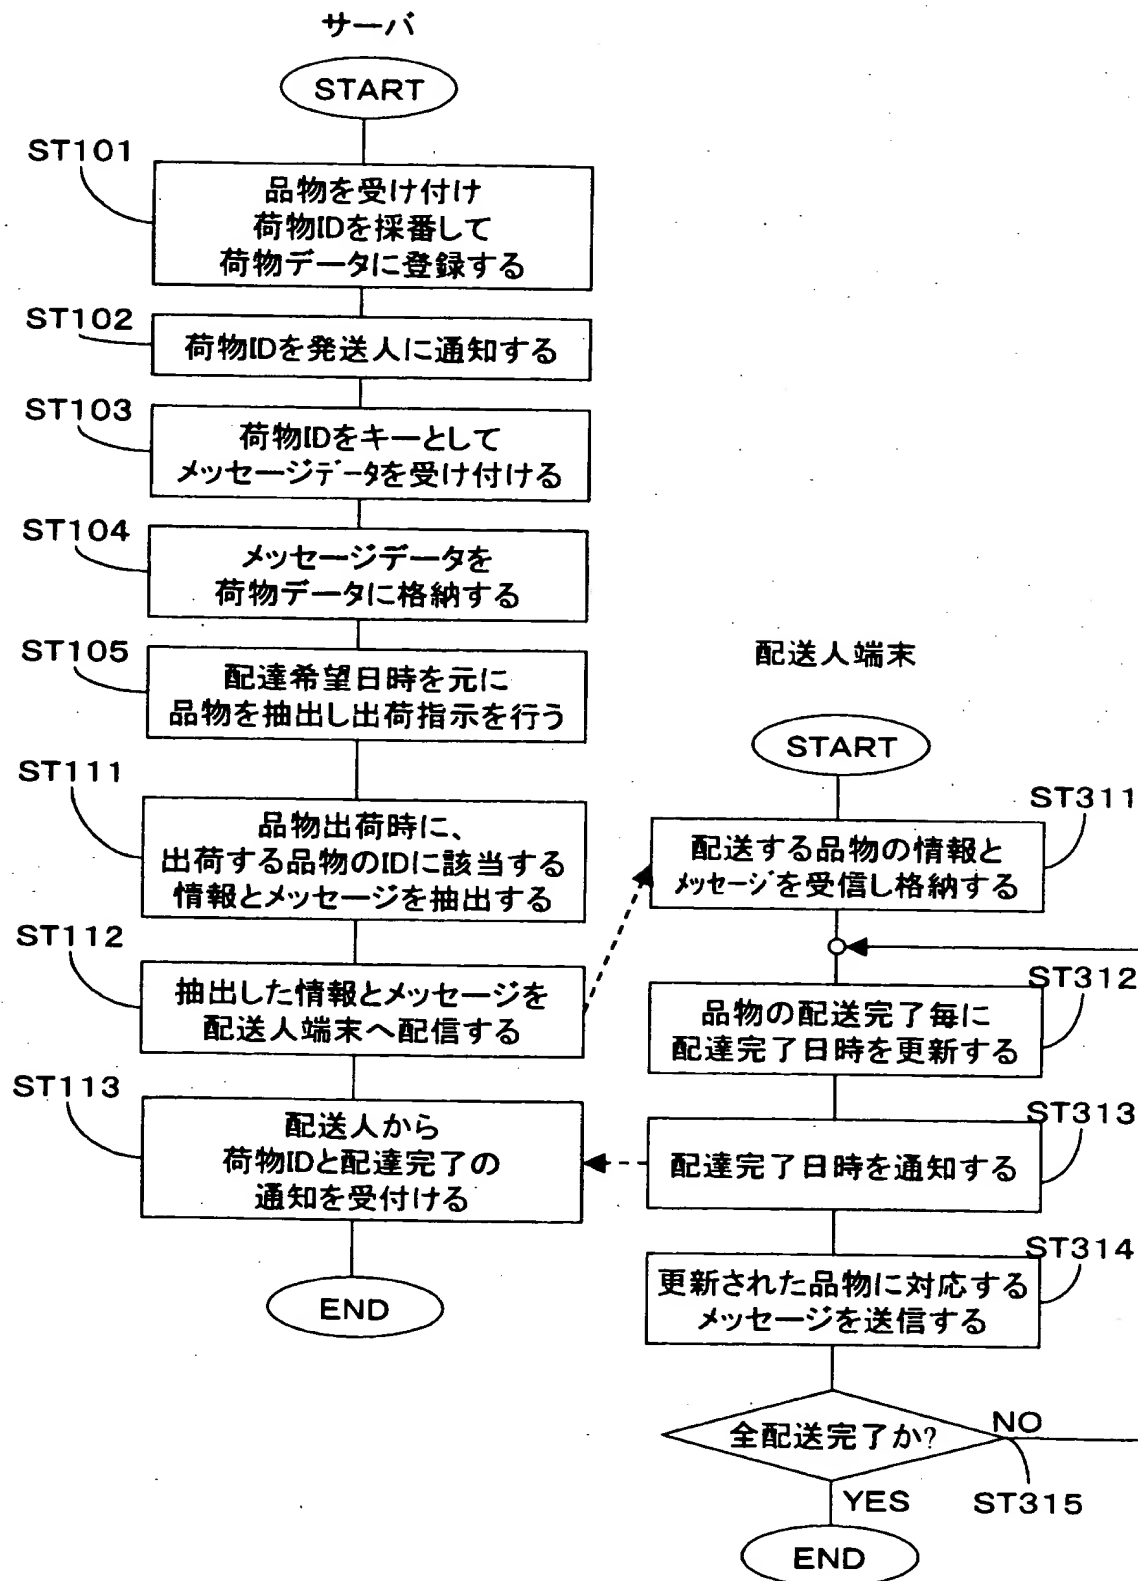 サーバ
START
ST101
品物を受け付け
荷物IDを採番して
荷物データに登録する
ST102
荷物IDを発送人に通知する
ST103
荷物IDをキーとして
メッセージデータを受け付ける
ST104
メッセージデータを
荷物データに格納する
ST105
配達希望日時を元に
品物を抽出し出荷指示を行う
ST111
品物出荷時に、
出荷する品物のIDに該当する
情報とメッセージを抽出する
ST112
抽出した情報とメッセージを
配送人端末へ配信する
ST113
配送人から
荷物IDと配達完了の
通知を受付ける
END
配送人端末
START
ST311
配送する品物の情報と
メッセージを受信し格納する
ST312
品物の配送完了毎に
配達完了日時を更新する
ST313
配達完了日時を通知する
ST314
更新された品物に対応する
メッセージを送信する
全配送完了か?
NO
ST315
YES
END